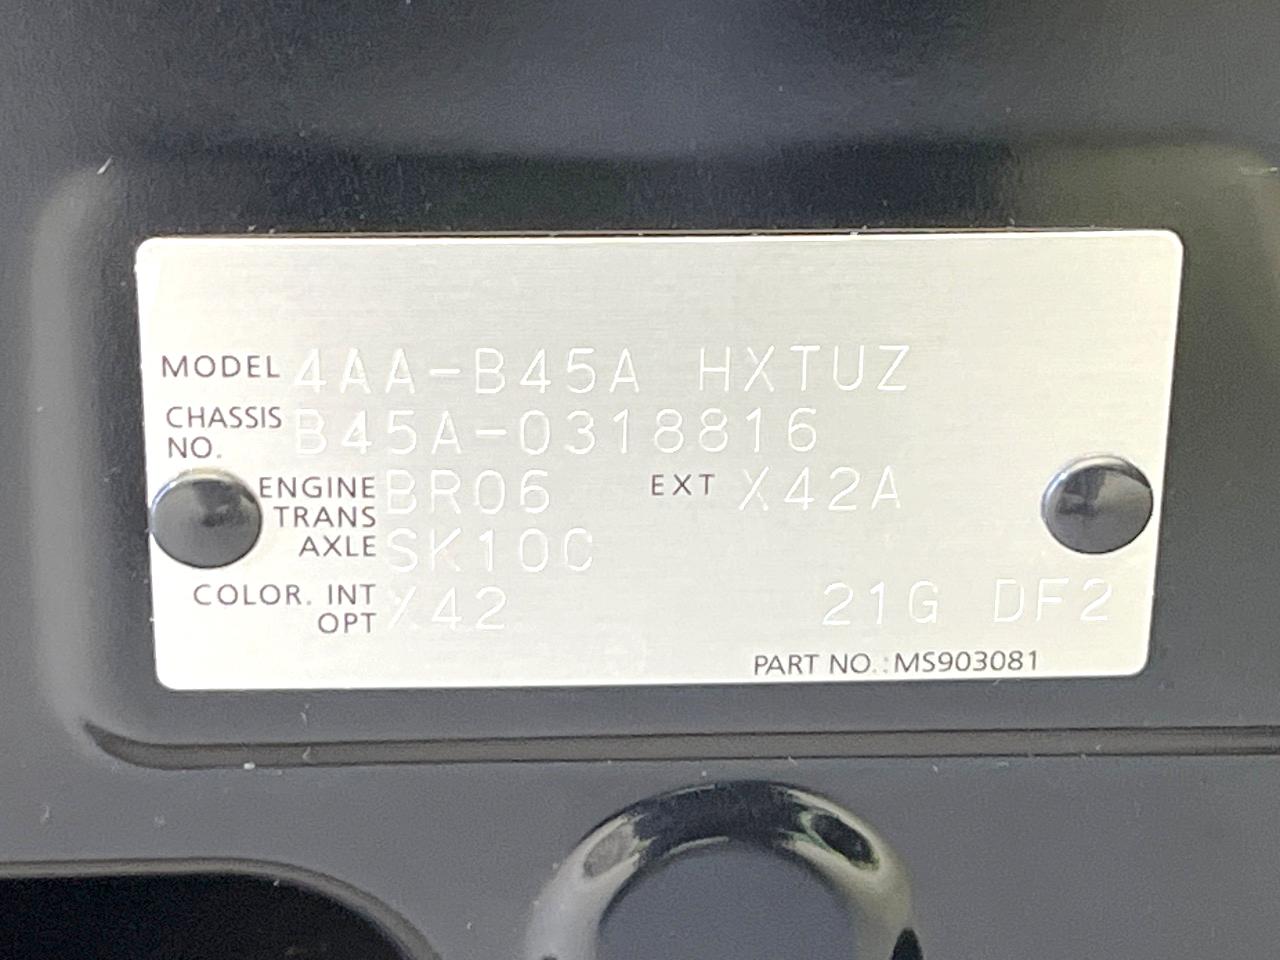 MODEL 4AA-B45A HXTUZ
CHASSIS NO. B45A-0318816
ENGINE BR06 EXT X42A
TRANS AXLE SK10C
COLOR. INT OPT X42 21G DF2
PART NO.:MS903081